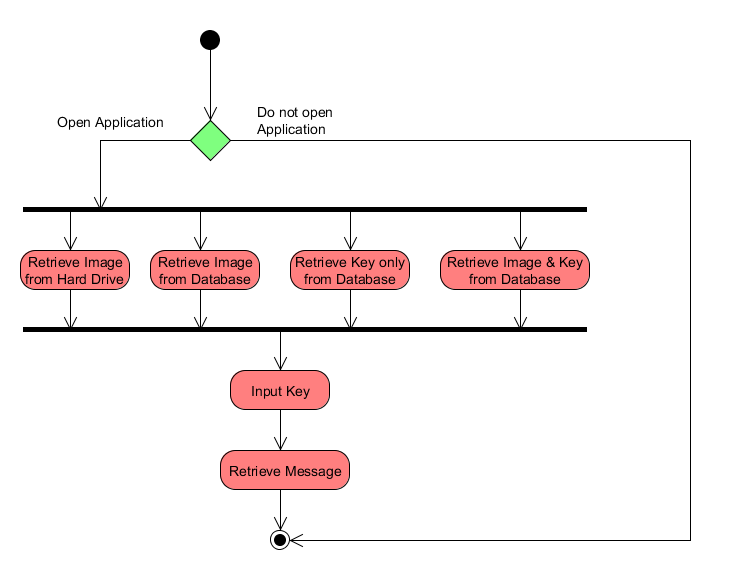 Open Application
Do not open
Application
Retrieve Image
from Hard Drive
Retrieve Image
from Database
Retrieve Key only
from Database
Retrieve Image & Key
from Database
Input Key
Retrieve Message